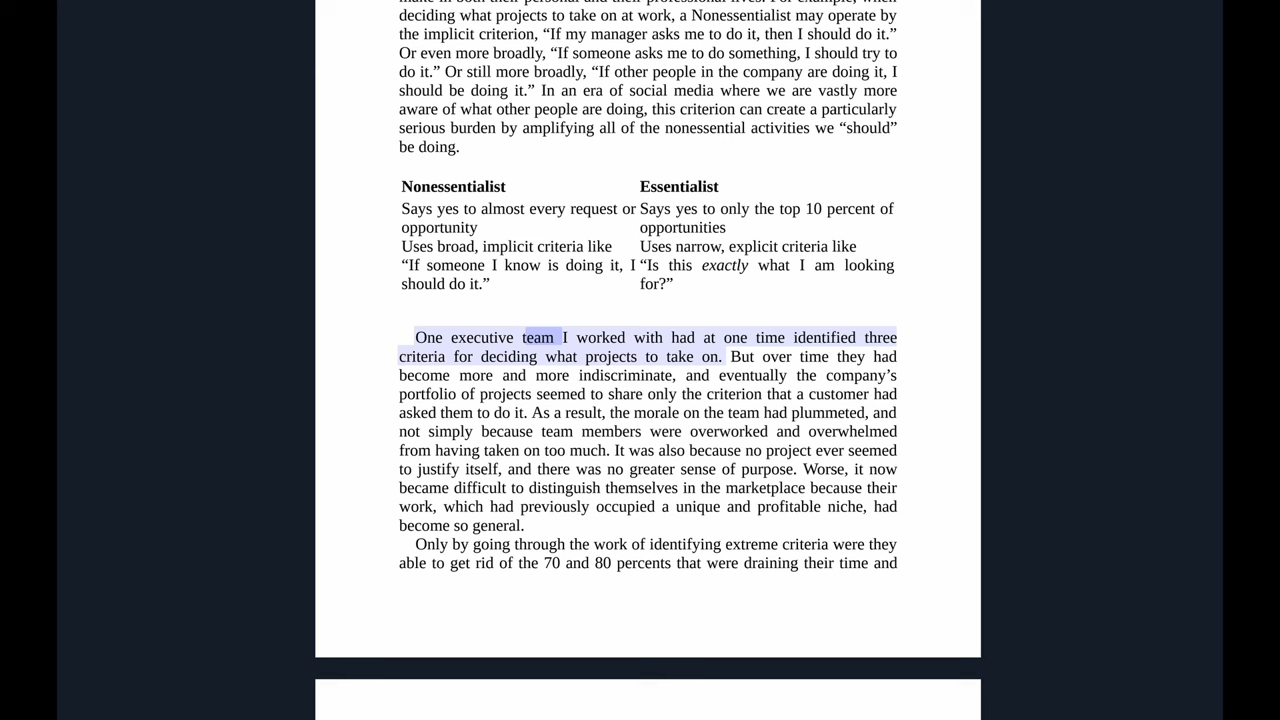 make in both their personal and their professional lives. For example, when
deciding what projects to take on at work, a Nonessentialist may operate by
the implicit criterion, “If my manager asks me to do it, then I should do it.”
Or even more broadly, “If someone asks me to do something, I should try to
do it.” Or still more broadly, “If other people in the company are doing it, I
should be doing it.” In an era of social media where we are vastly more
aware of what other people are doing, this criterion can create a particularly
serious burden by amplifying all of the nonessential activities we “should”
be doing.
Nonessentialist
Says yes to almost every request or
opportunity
Uses broad, implicit criteria like
“If someone I know is doing it, I
should do it.”
Essentialist
Says yes to only the top 10 percent of
opportunities
Uses narrow, explicit criteria like
“Is this exactly what I am looking
for?”
One executive team I worked with had at one time identified three
criteria for deciding what projects to take on. But over time they had
become more and more indiscriminate, and eventually the company’s
portfolio of projects seemed to share only the criterion that a customer had
asked them to do it. As a result, the morale on the team had plummeted, and
not simply because team members were overworked and overwhelmed
from having taken on too much. It was also because no project ever seemed
to justify itself, and there was no greater sense of purpose. Worse, it now
became difficult to distinguish themselves in the marketplace because their
work, which had previously occupied a unique and profitable niche, had
become so general.
Only by going through the work of identifying extreme criteria were they
able to get rid of the 70 and 80 percents that were draining their time and